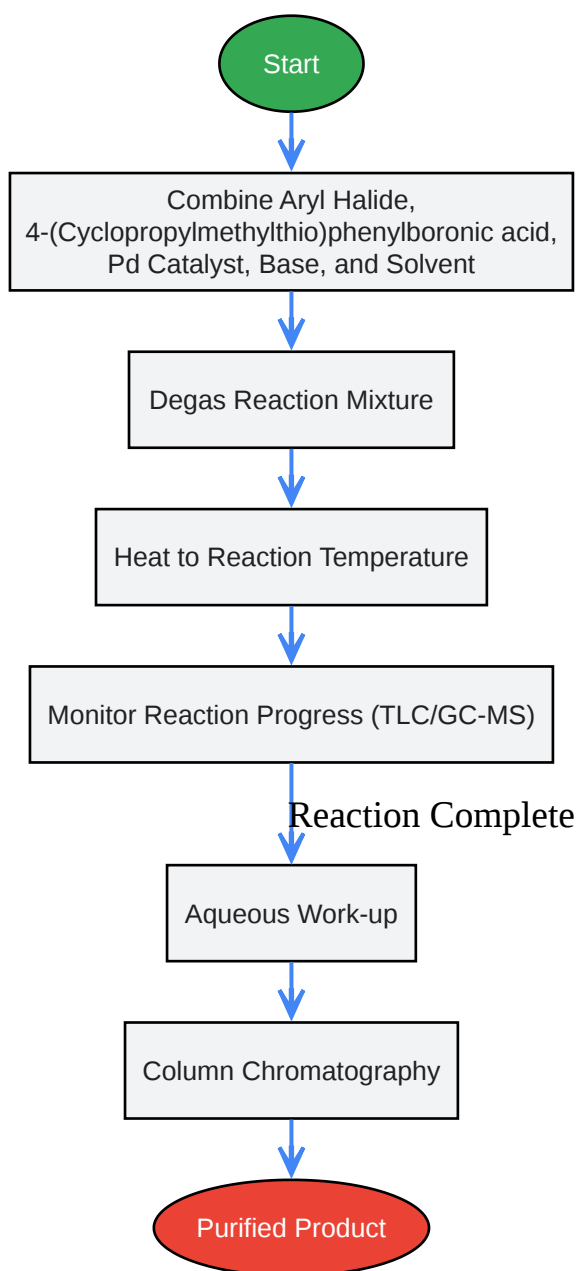 Start
Combine Aryl Halide,
4-(Cyclopropylmethylthio)phenylboronic acid,
Pd Catalyst, Base, and Solvent
Degas Reaction Mixture
Heat to Reaction Temperature
Monitor Reaction Progress (TLC/GC-MS)
Reaction Complete
Aqueous Work-up
Column Chromatography
Purified Product